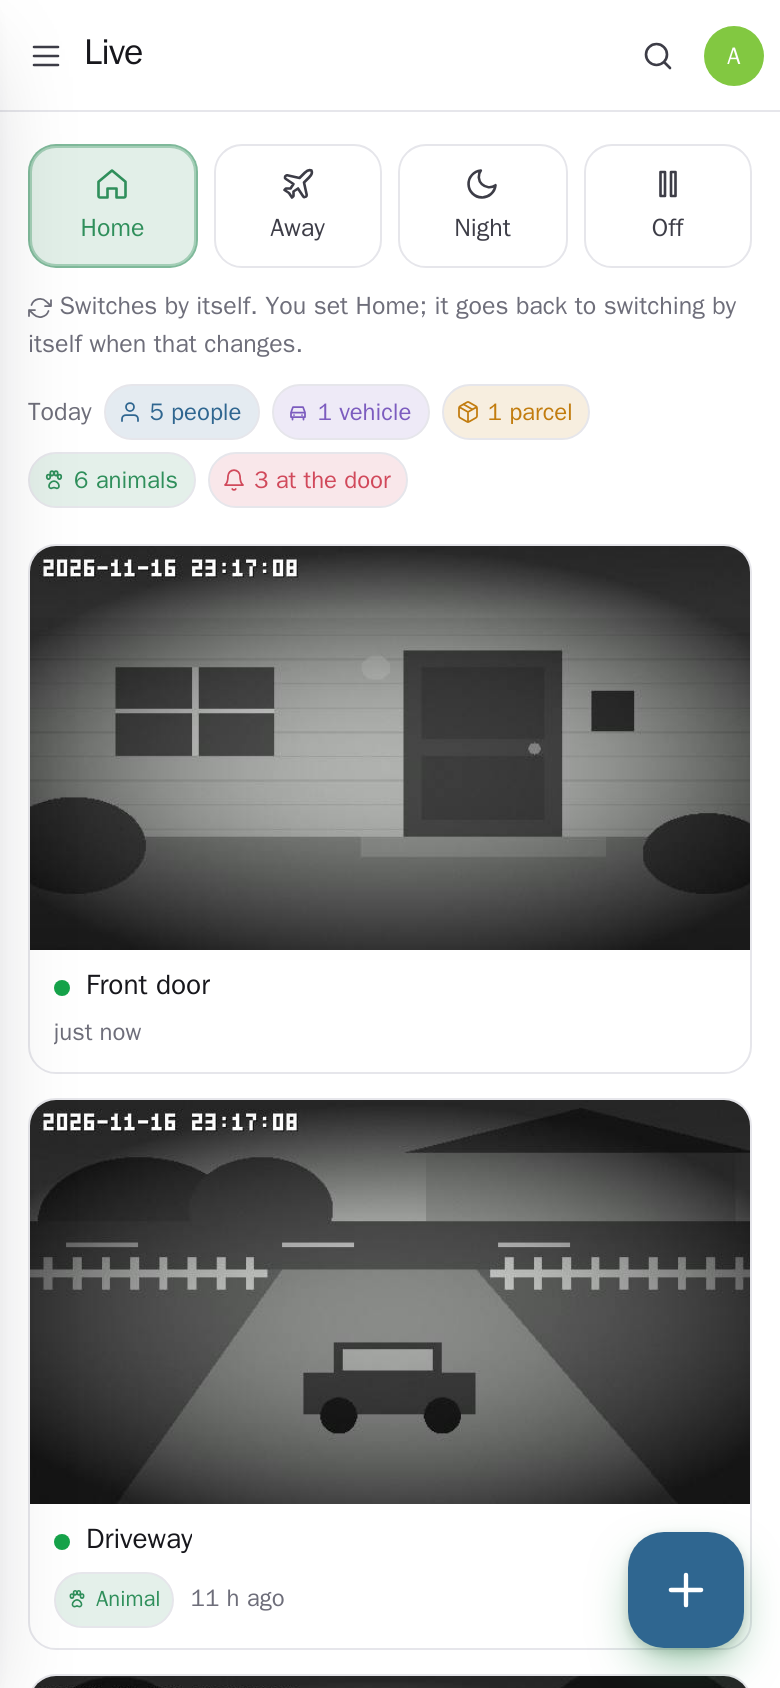 Live
A
Home
Away
Night
Off
Switches by itself. You set Home; it goes back to switching by
itself when that changes.
Today
5 people
1 vehicle
1 parcel
6 animals
3 at the door
2026-11-16 23:17:08
Front door
just now
2026-11-16 23:17:08
Driveway
Animal
11 h ago